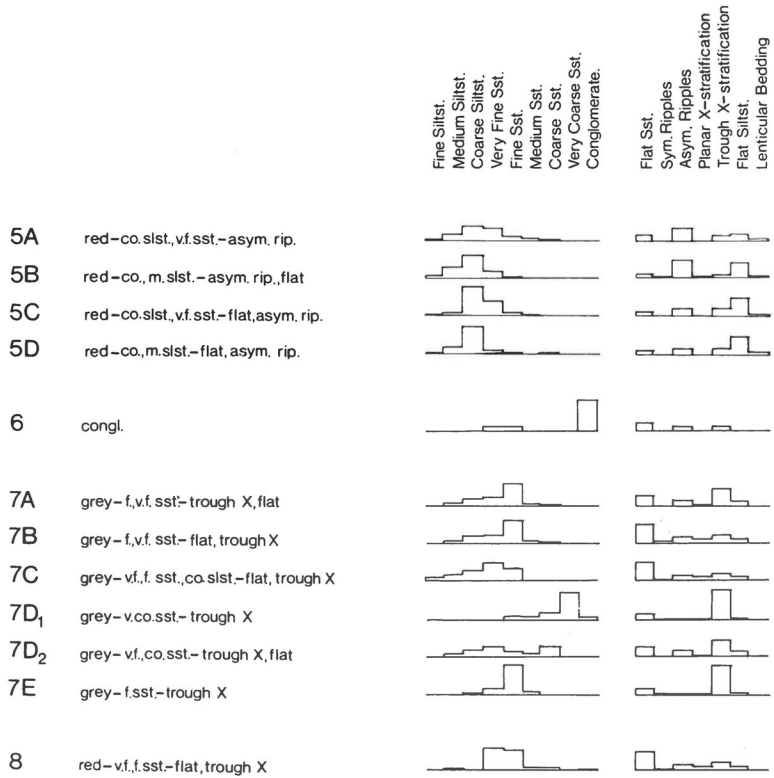 Fine Siltst.
Medium Siltst.
Coarse Siltst.
Very Fine Sst.
Fine Sst.
Medium Sst.
Coarse Sst.
Very Coarse Sst.
Conglomerate.
Flat Sst.
Sym. Ripples
Asym. Ripples
Planar X-stratification
Trough X-stratification
Flat Siltst.
Lenticular Bedding
5A red-co. slst., v.f. sst.-asym. rip.
5B red-co., m. slst.-asym. rip., flat
5C red-co. slst., v.f. sst.-flat, asym. rip.
5D red-co., m. slst.-flat, asym. rip.
6 congl.
7A grey-f., v.f. sst.-trough X, flat
7B grey-f., v.f. sst.-flat, trough X
7C grey-v.f., f. sst., co. slst.-flat, trough X
7D1 grey-v.co. sst.-trough X
7D2 grey-v.f., co. sst.-trough X, flat
7E grey-f. sst.-trough X
8 red-v.f., f. sst.-flat, trough X